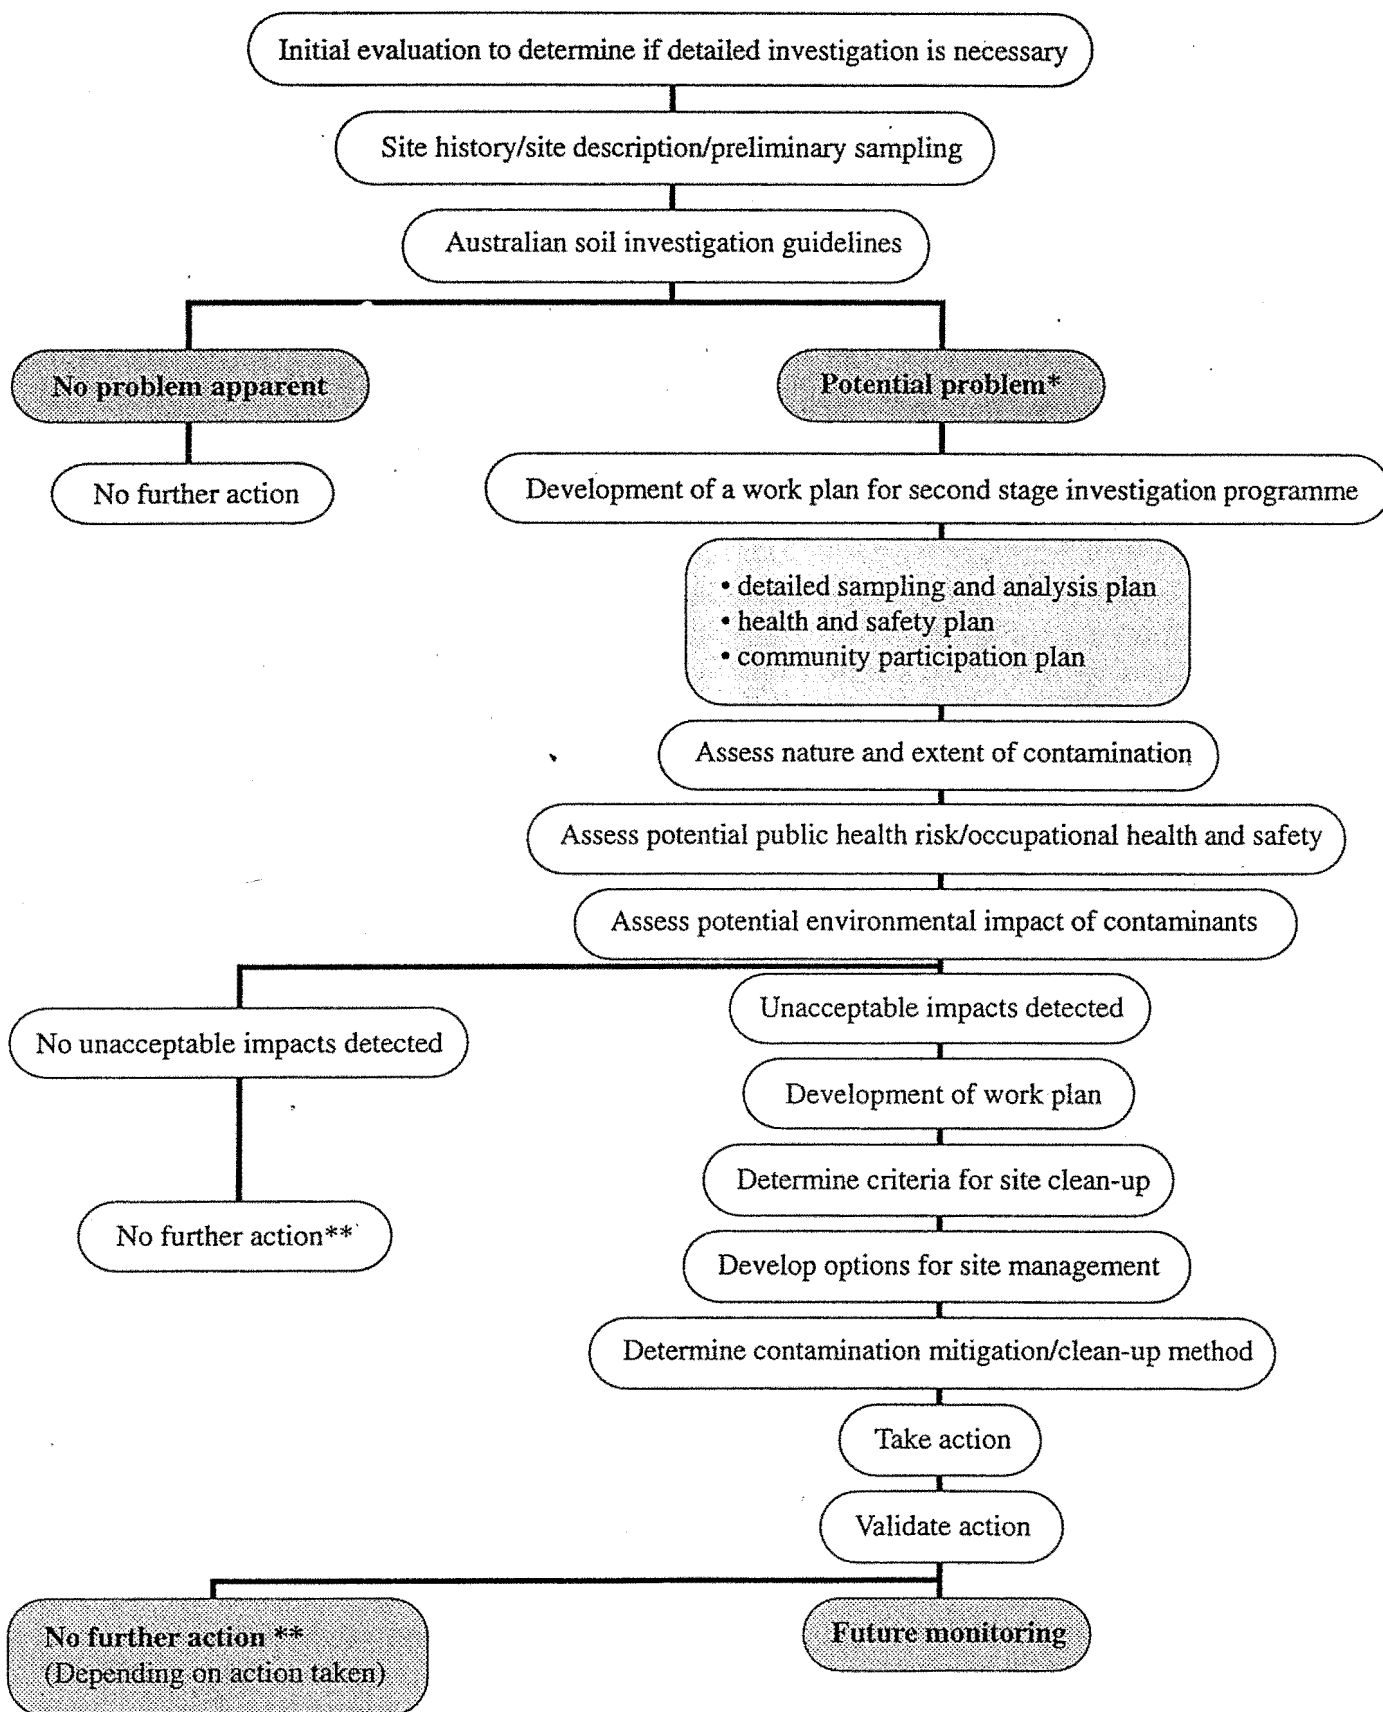 Initial evaluation to determine if detailed investigation is necessary
Site history/site description/preliminary sampling
Australian soil investigation guidelines
No problem apparent
Potential problem*
No further action
Development of a work plan for second stage investigation programme
• detailed sampling and analysis plan
• health and safety plan
• community participation plan
Assess nature and extent of contamination
Assess potential public health risk/occupational health and safety
Assess potential environmental impact of contaminants
Unacceptable impacts detected
No unacceptable impacts detected
Development of work plan
Determine criteria for site clean-up
No further action**
Develop options for site management
Determine contamination mitigation/clean-up method
Take action
Validate action
No further action **
(Depending on action taken)
Future monitoring